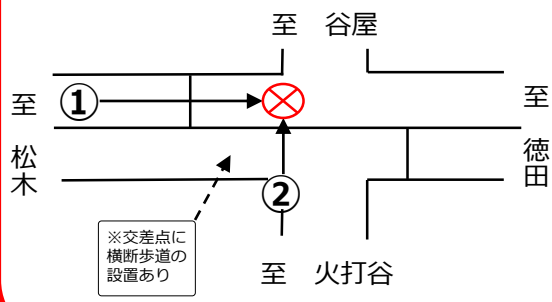 至 谷屋
至 松木
①
至 徳田
②
※交差点に
横断歩道の
設置あり
至 火打谷